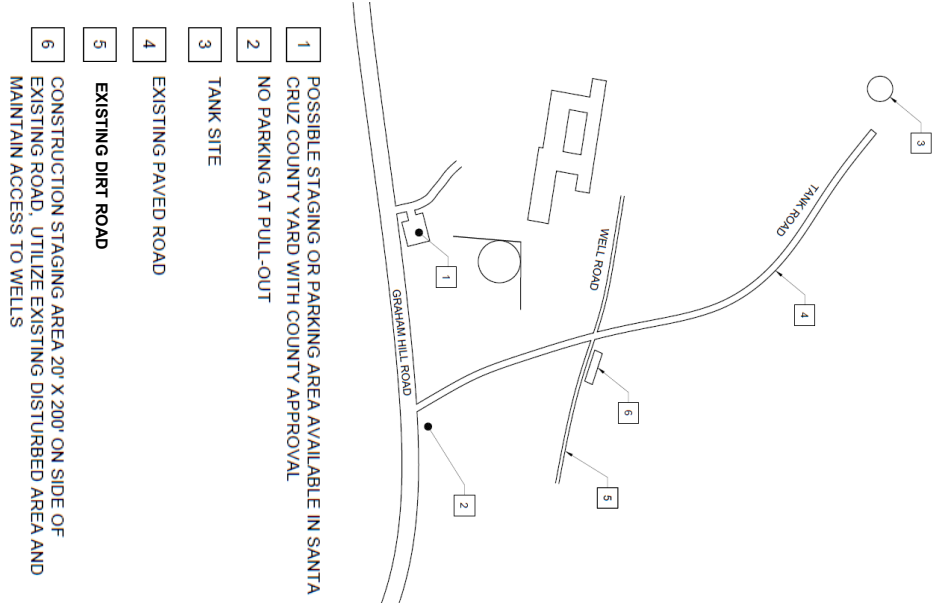 1 POSSIBLE STAGING OR PARKING AREA AVAILABLE IN SANTA
CRUZ COUNTY YARD WITH COUNTY APPROVAL
2 NO PARKING AT PULL-OUT
3 TANK SITE
4 EXISTING PAVED ROAD
5 EXISTING DIRT ROAD
6 CONSTRUCTION STAGING AREA 20' X 200' ON SIDE OF
EXISTING ROAD, UTILIZE EXISTING DISTURBED AREA AND
MAINTAIN ACCESS TO WELLS
3
TANK ROAD
4
WELL ROAD
1
GRAHAM HILL ROAD
6
5
2